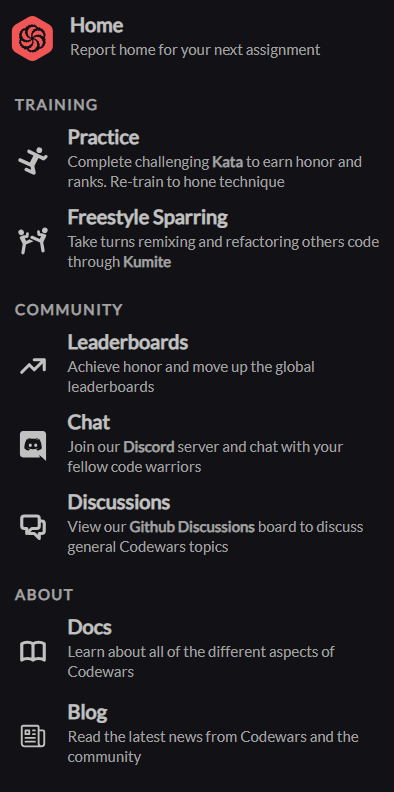 Home
Report home for your next assignment
TRAINING
Practice
Complete challenging Kata to earn honor and
ranks. Re-train to hone technique
Freestyle Sparring
Take turns remixing and refactoring others code
through Kumite
COMMUNITY
Leaderboards
Achieve honor and move up the global
leaderboards
Chat
Join our Discord server and chat with your
fellow code warriors
Discussions
View our Github Discussions board to discuss
general Codewars topics
ABOUT
Docs
Learn about all of the different aspects of
Codewars
Blog
Read the latest news from Codewars and the
community